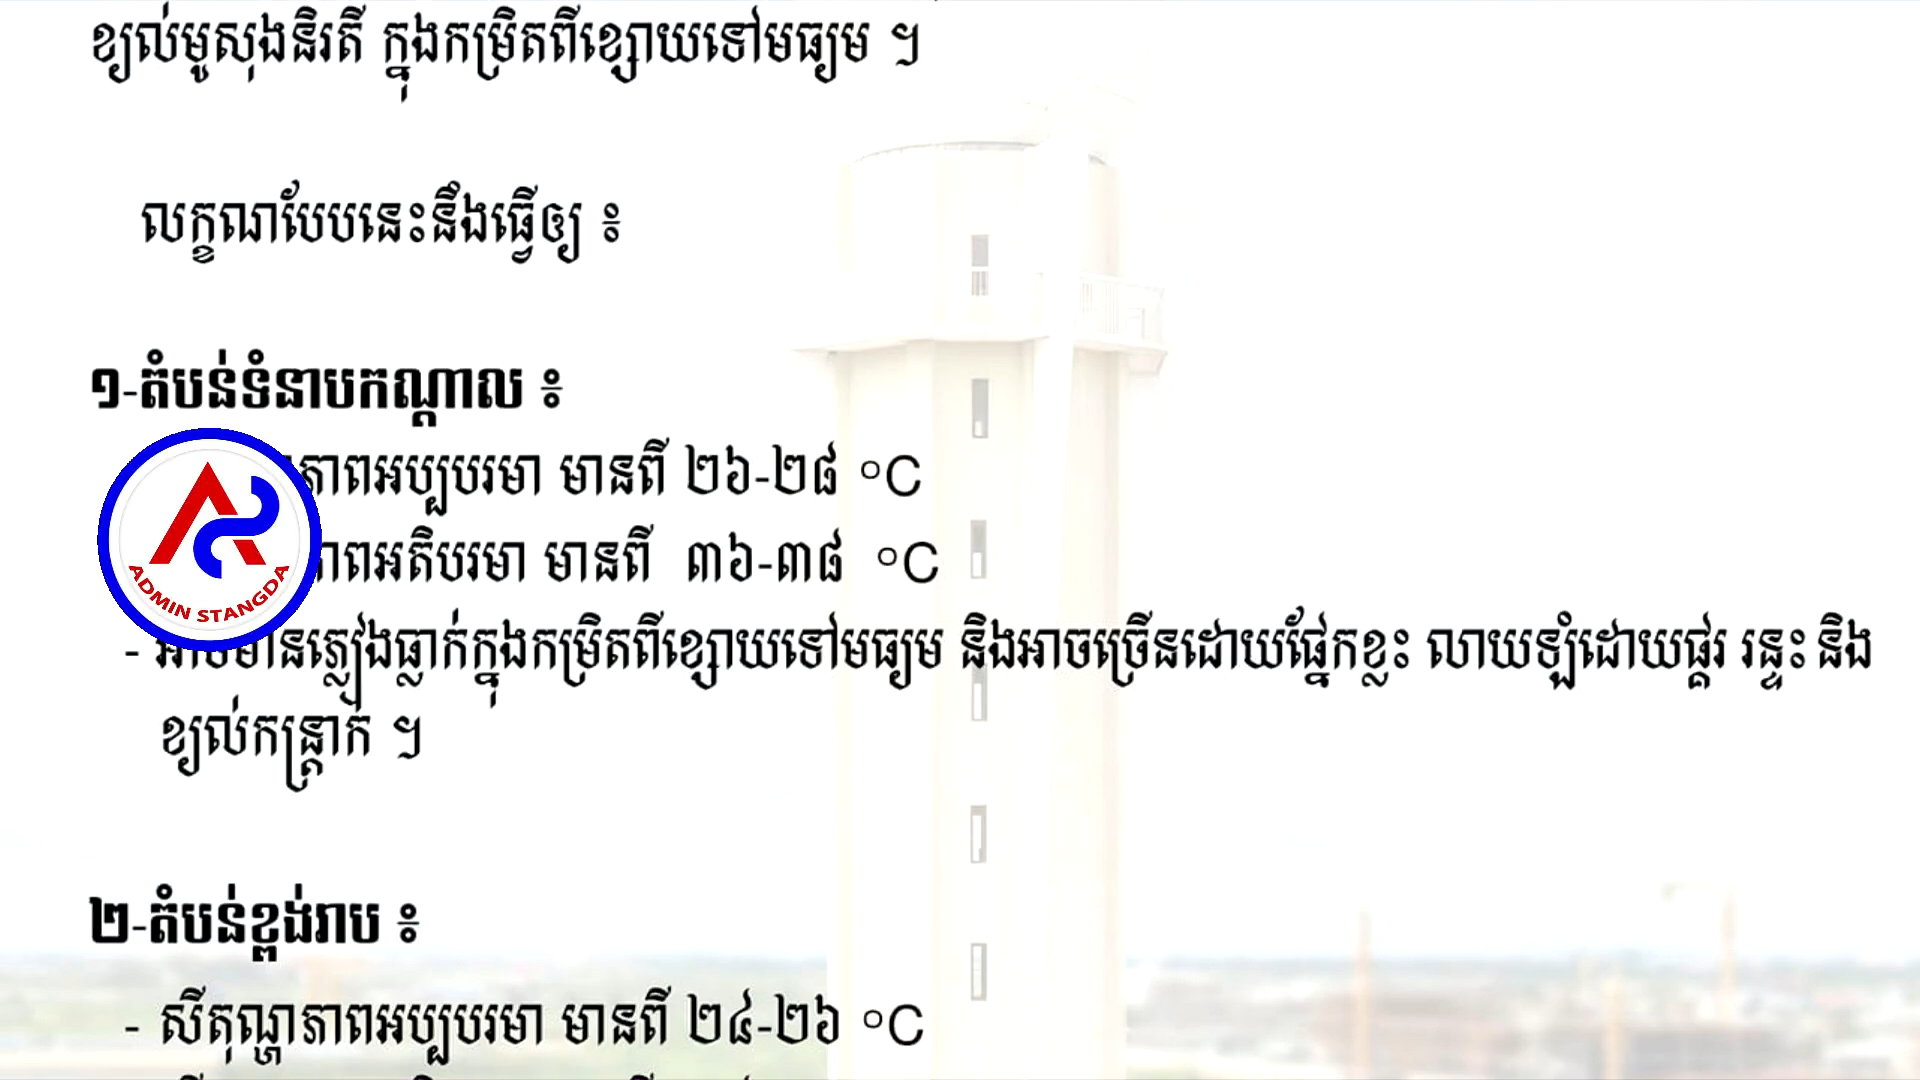 ខ្យល់មូសុងនិរតី ក្នុងកម្រិតពីខ្សោយទៅមធ្យម ។
លក្ខណបែបនេះនឹងធ្វើឲ្យ ៖
១-តំបន់ទំនាបកណ្តាល ៖
ភាពអប្បបរមា មានពី ២៦-២៨ °C
ភាពអតិបរមា មានពី ៣៦-៣៨ °C
ADMIN STANGDA
- អាចមានភ្លៀងធ្លាក់ក្នុងកម្រិតពីខ្សោយទៅមធ្យម និងអាចច្រើនដោយផ្នែកខ្លះ លាយឡំដោយផ្គរ រន្ទះ និង
ខ្យល់កន្ត្រាក់ ។
២-តំបន់ខ្ពង់រាប ៖
- សីតុណ្ហភាពអប្បបរមា មានពី ២៤-២៦ °C